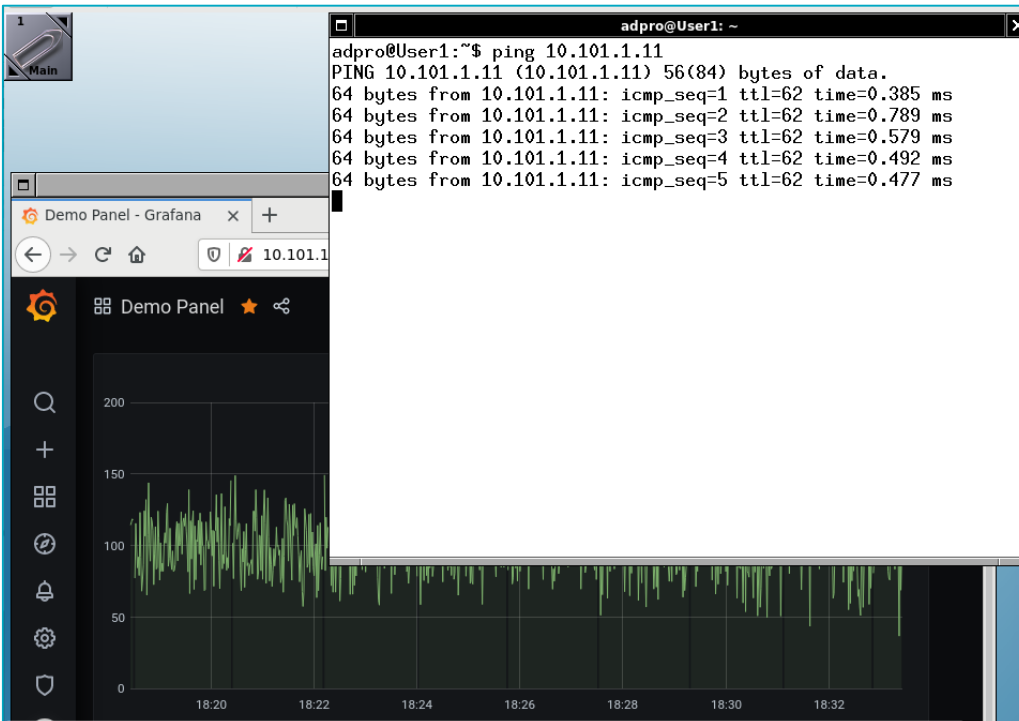 1
Main
adpro@User1: ~
adpro@User1:~$ ping 10.101.1.11
PING 10.101.1.11 (10.101.1.11) 56(84) bytes of data.
64 bytes from 10.101.1.11: icmp_seq=1 ttl=62 time=0.385 ms
64 bytes from 10.101.1.11: icmp_seq=2 ttl=62 time=0.789 ms
64 bytes from 10.101.1.11: icmp_seq=3 ttl=62 time=0.579 ms
64 bytes from 10.101.1.11: icmp_seq=4 ttl=62 time=0.492 ms
64 bytes from 10.101.1.11: icmp_seq=5 ttl=62 time=0.477 ms
Demo Panel - Grafana
10.101.1
Demo Panel
200
150
100
50
0
18:20 18:22 18:24 18:26 18:28 18:30 18:32